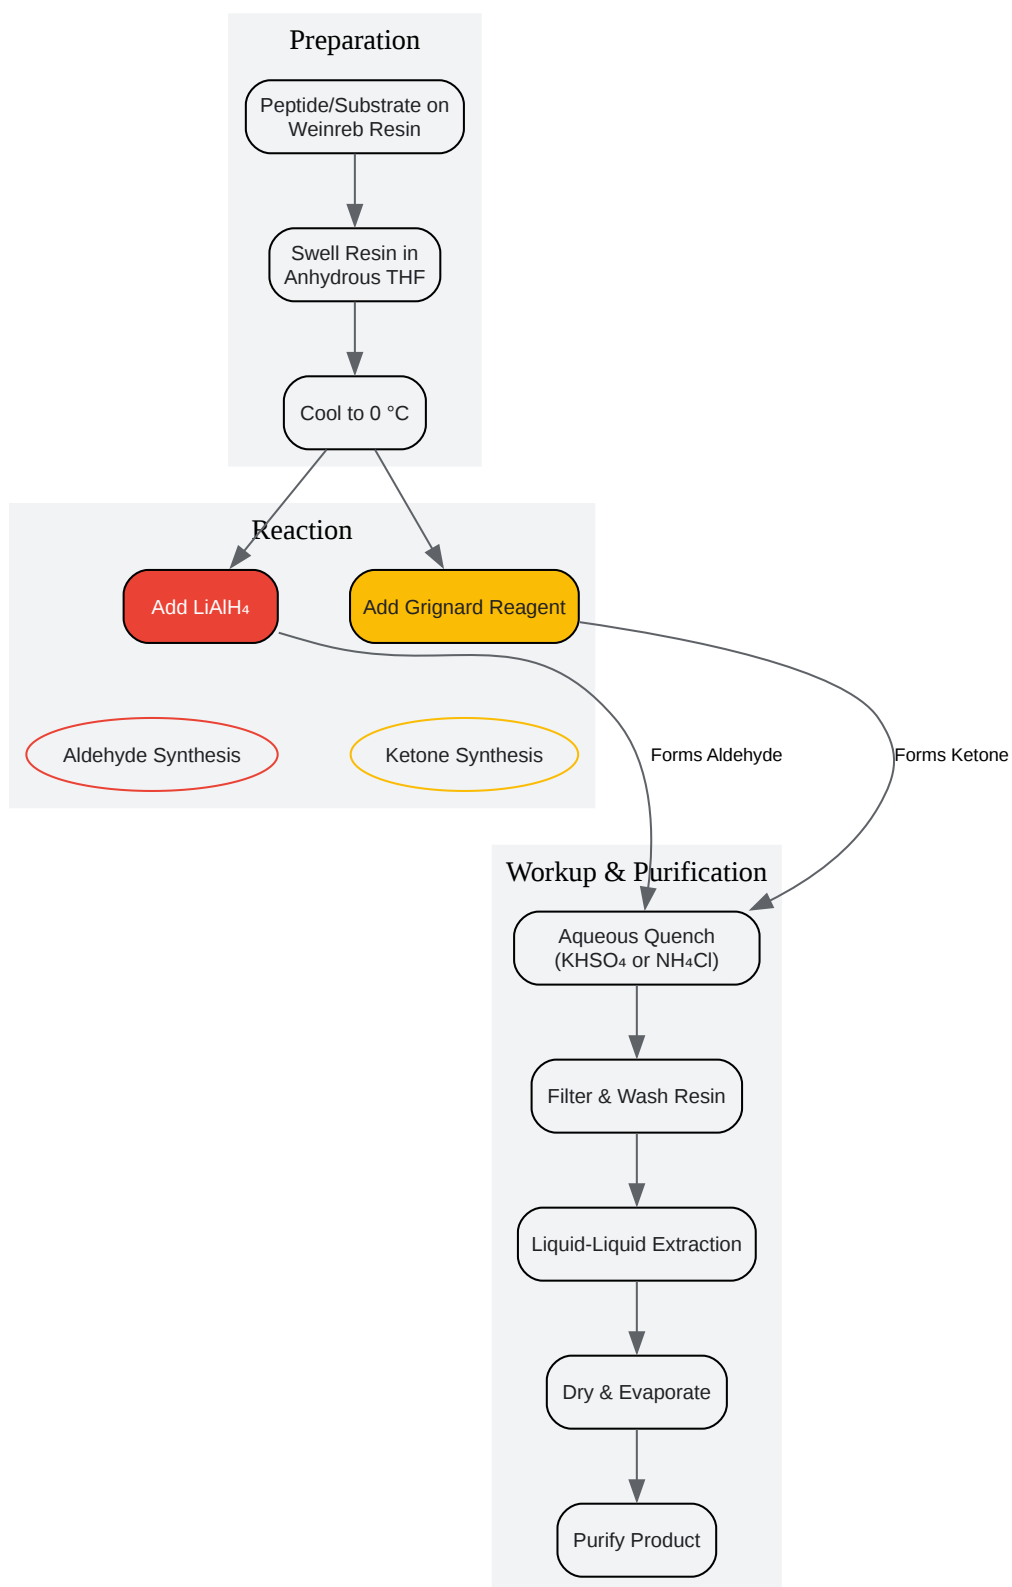 Preparation
Peptide/Substrate on
Weinreb Resin
Swell Resin in
Anhydrous THF
Cool to 0 °C
Reaction
Add LiAlH₄
Add Grignard Reagent
Aldehyde Synthesis
Ketone Synthesis
Forms Aldehyde
Forms Ketone
Workup & Purification
Aqueous Quench
(KHSO₄ or NH₄Cl)
Filter & Wash Resin
Liquid-Liquid Extraction
Dry & Evaporate
Purify Product